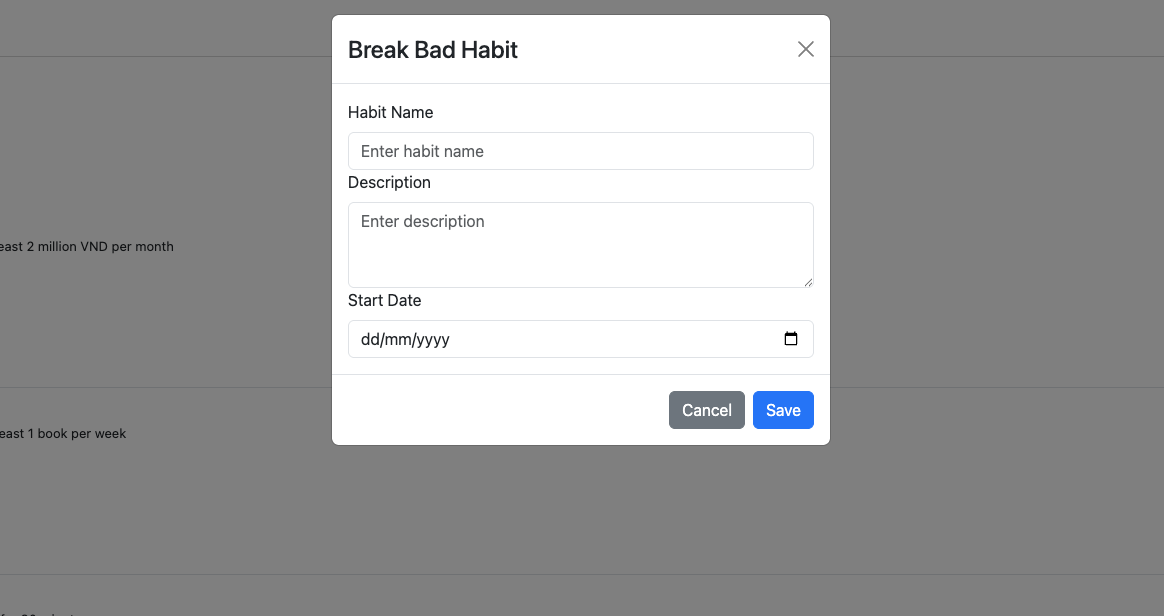 Break Bad Habit
Habit Name
Enter habit name
Description
Enter description
east 2 million VND per month
Start Date
dd/mm/yyyy
Cancel
Save
east 1 book per week